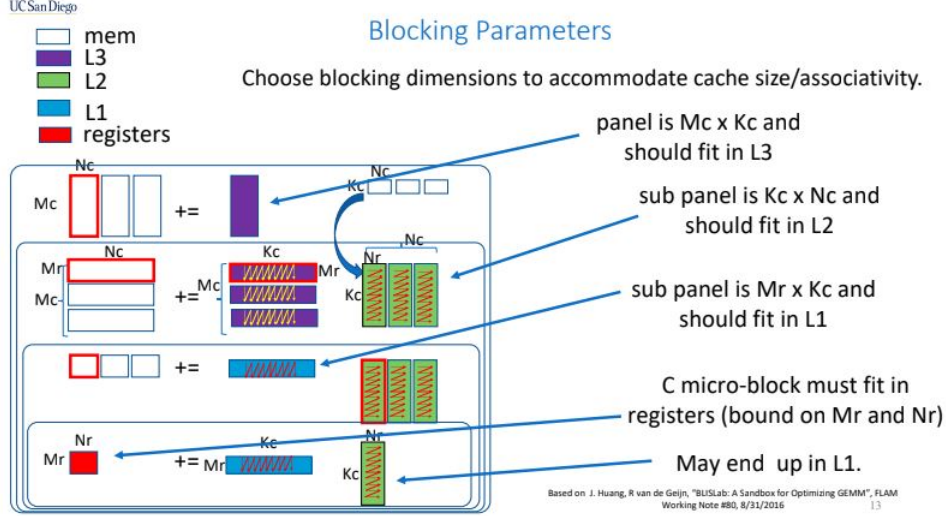 UC San Diego
Blocking Parameters
mem
L3
L2
L1
registers
Choose blocking dimensions to accommodate cache size/associativity.
panel is Mc x Kc and
should fit in L3
sub panel is Kc x Nc and
should fit in L2
sub panel is Mr x Kc and
should fit in L1
C micro-block must fit in
registers (bound on Mr and Nr)
May end up in L1.
Nc
Mc
+=
Nc
Kc
Nc
Mr
Mc
+=
Kc
Mc
Mr
Nc
Nr
Kc
+=
Nr
Mr
+=
Kc
Mr
Nr
Kc
Based on J. Huang, R van de Geijn, "BLISLab: A Sandbox for Optimizing GEMM", FLAM
Working Note #80, 8/31/2016
13